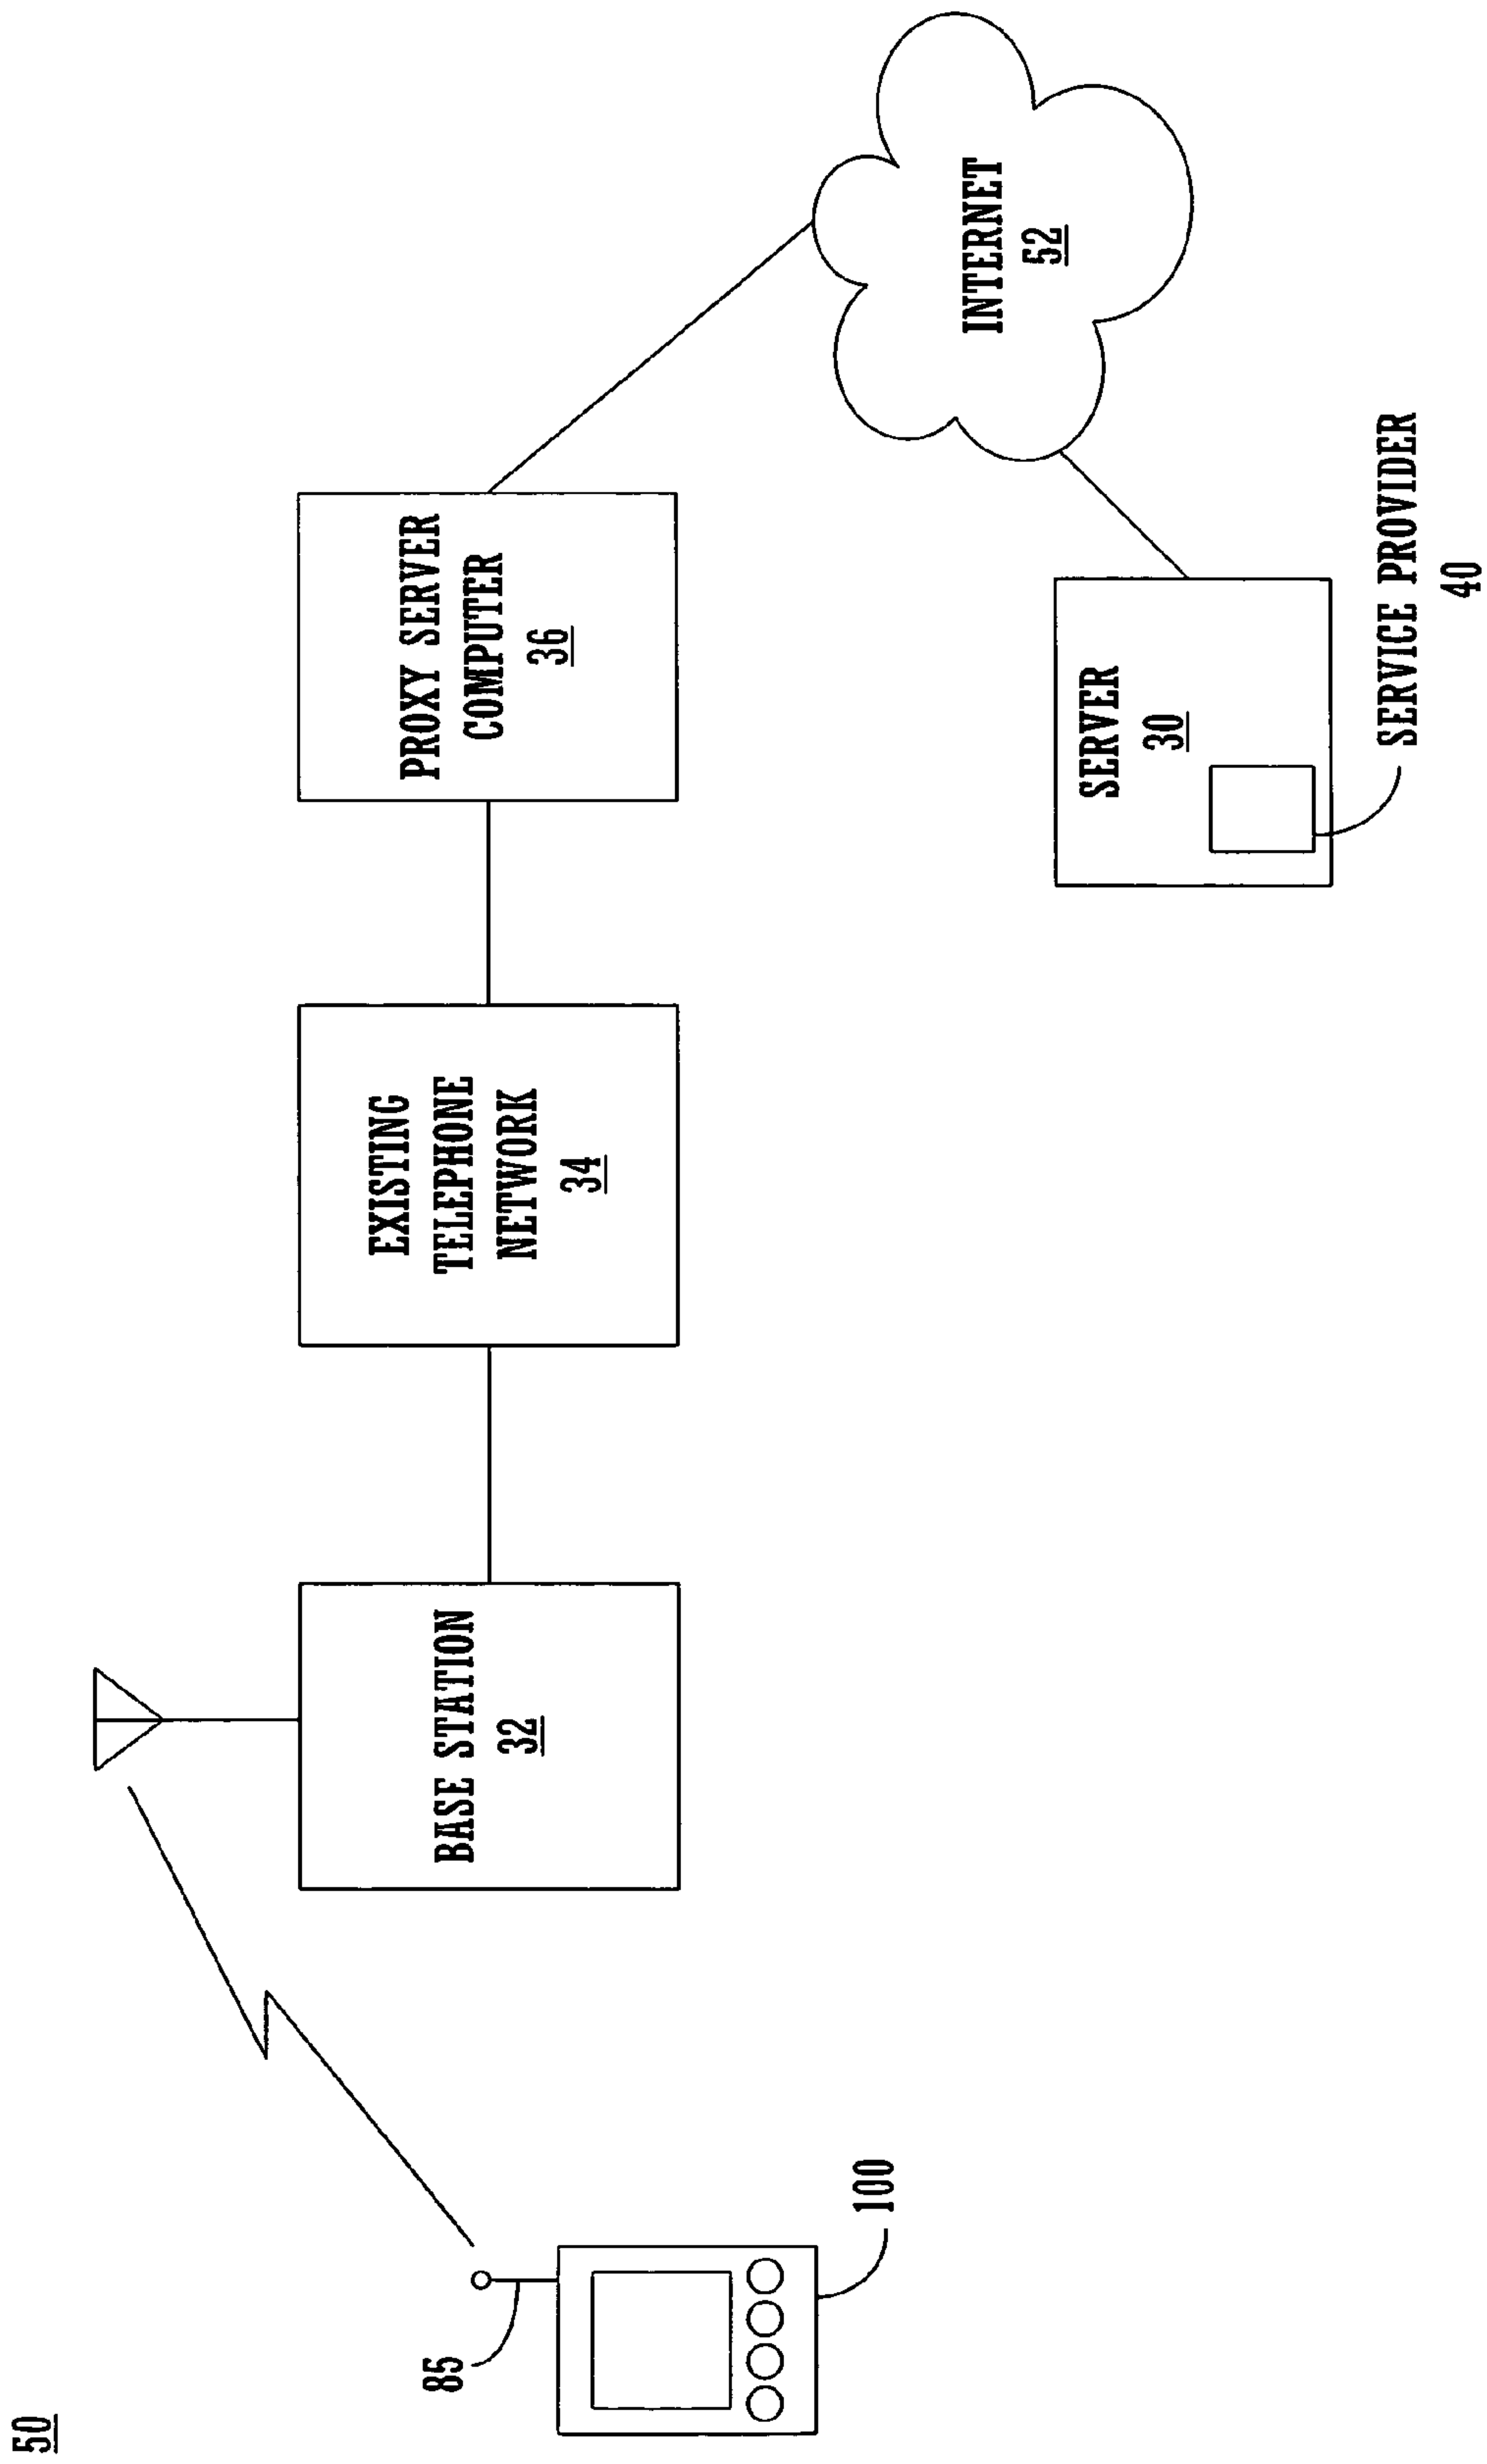 50
85
100
BASE STATION
32
EXISTING
TELEPHONE
NETWORK
34
PROXY SERVER
COMPUTER
36
INTERNET
52
SERVER
30
SERVICE PROVIDER
40